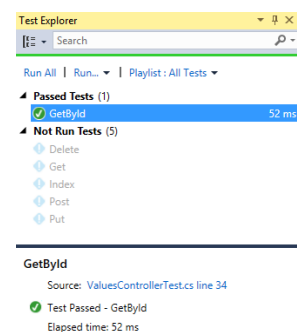 Test Explorer
Search
Run All | Run... | Playlist : All Tests
Passed Tests (1)
GetById 52 ms
Not Run Tests (5)
Delete
Get
Index
Post
Put
GetById
Source: ValuesControllerTest.cs line 34
Test Passed - GetById
Elapsed time: 52 ms